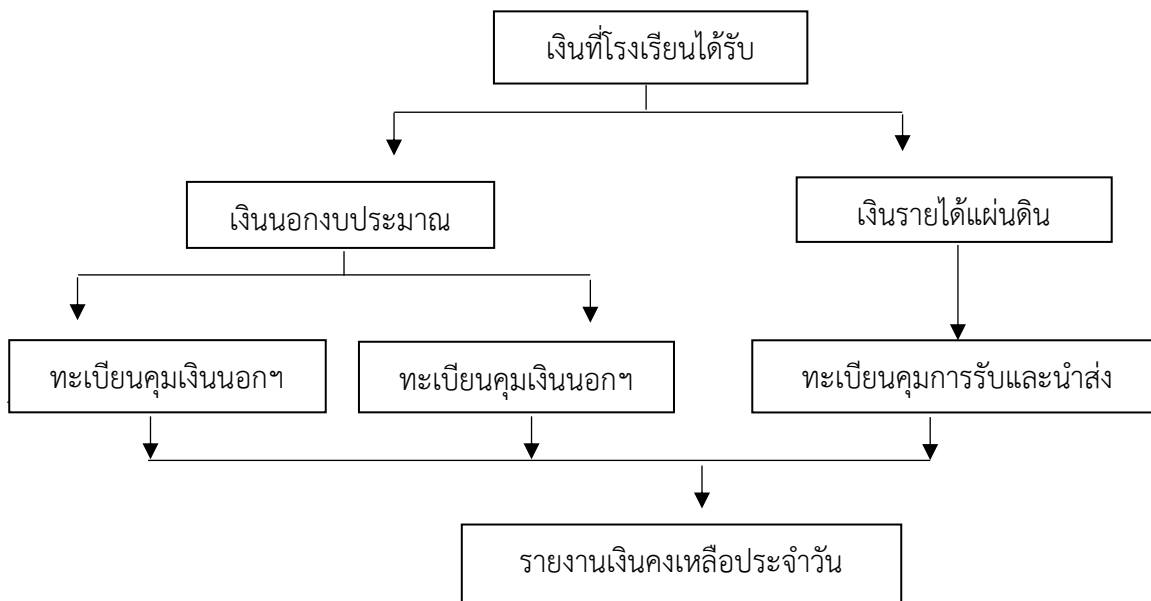 เงินที่โรงเรียนได้รับ
เงินนอกงบประมาณ
เงินรายได้แผ่นดิน
ทะเบียนคุมเงินนอกฯ
ทะเบียนคุมเงินนอกฯ
ทะเบียนคุมการรับและนำส่ง
รายงานเงินคงเหลือประจำวัน